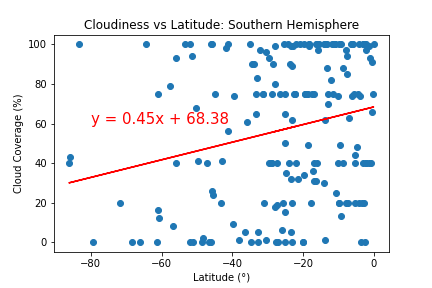 Cloudiness vs Latitude: Southern Hemisphere
100
80
60
40
20
0
Cloud Coverage (%)
y = 0.45x + 68.38
−80
−60
−40
−20
0
Latitude (°)